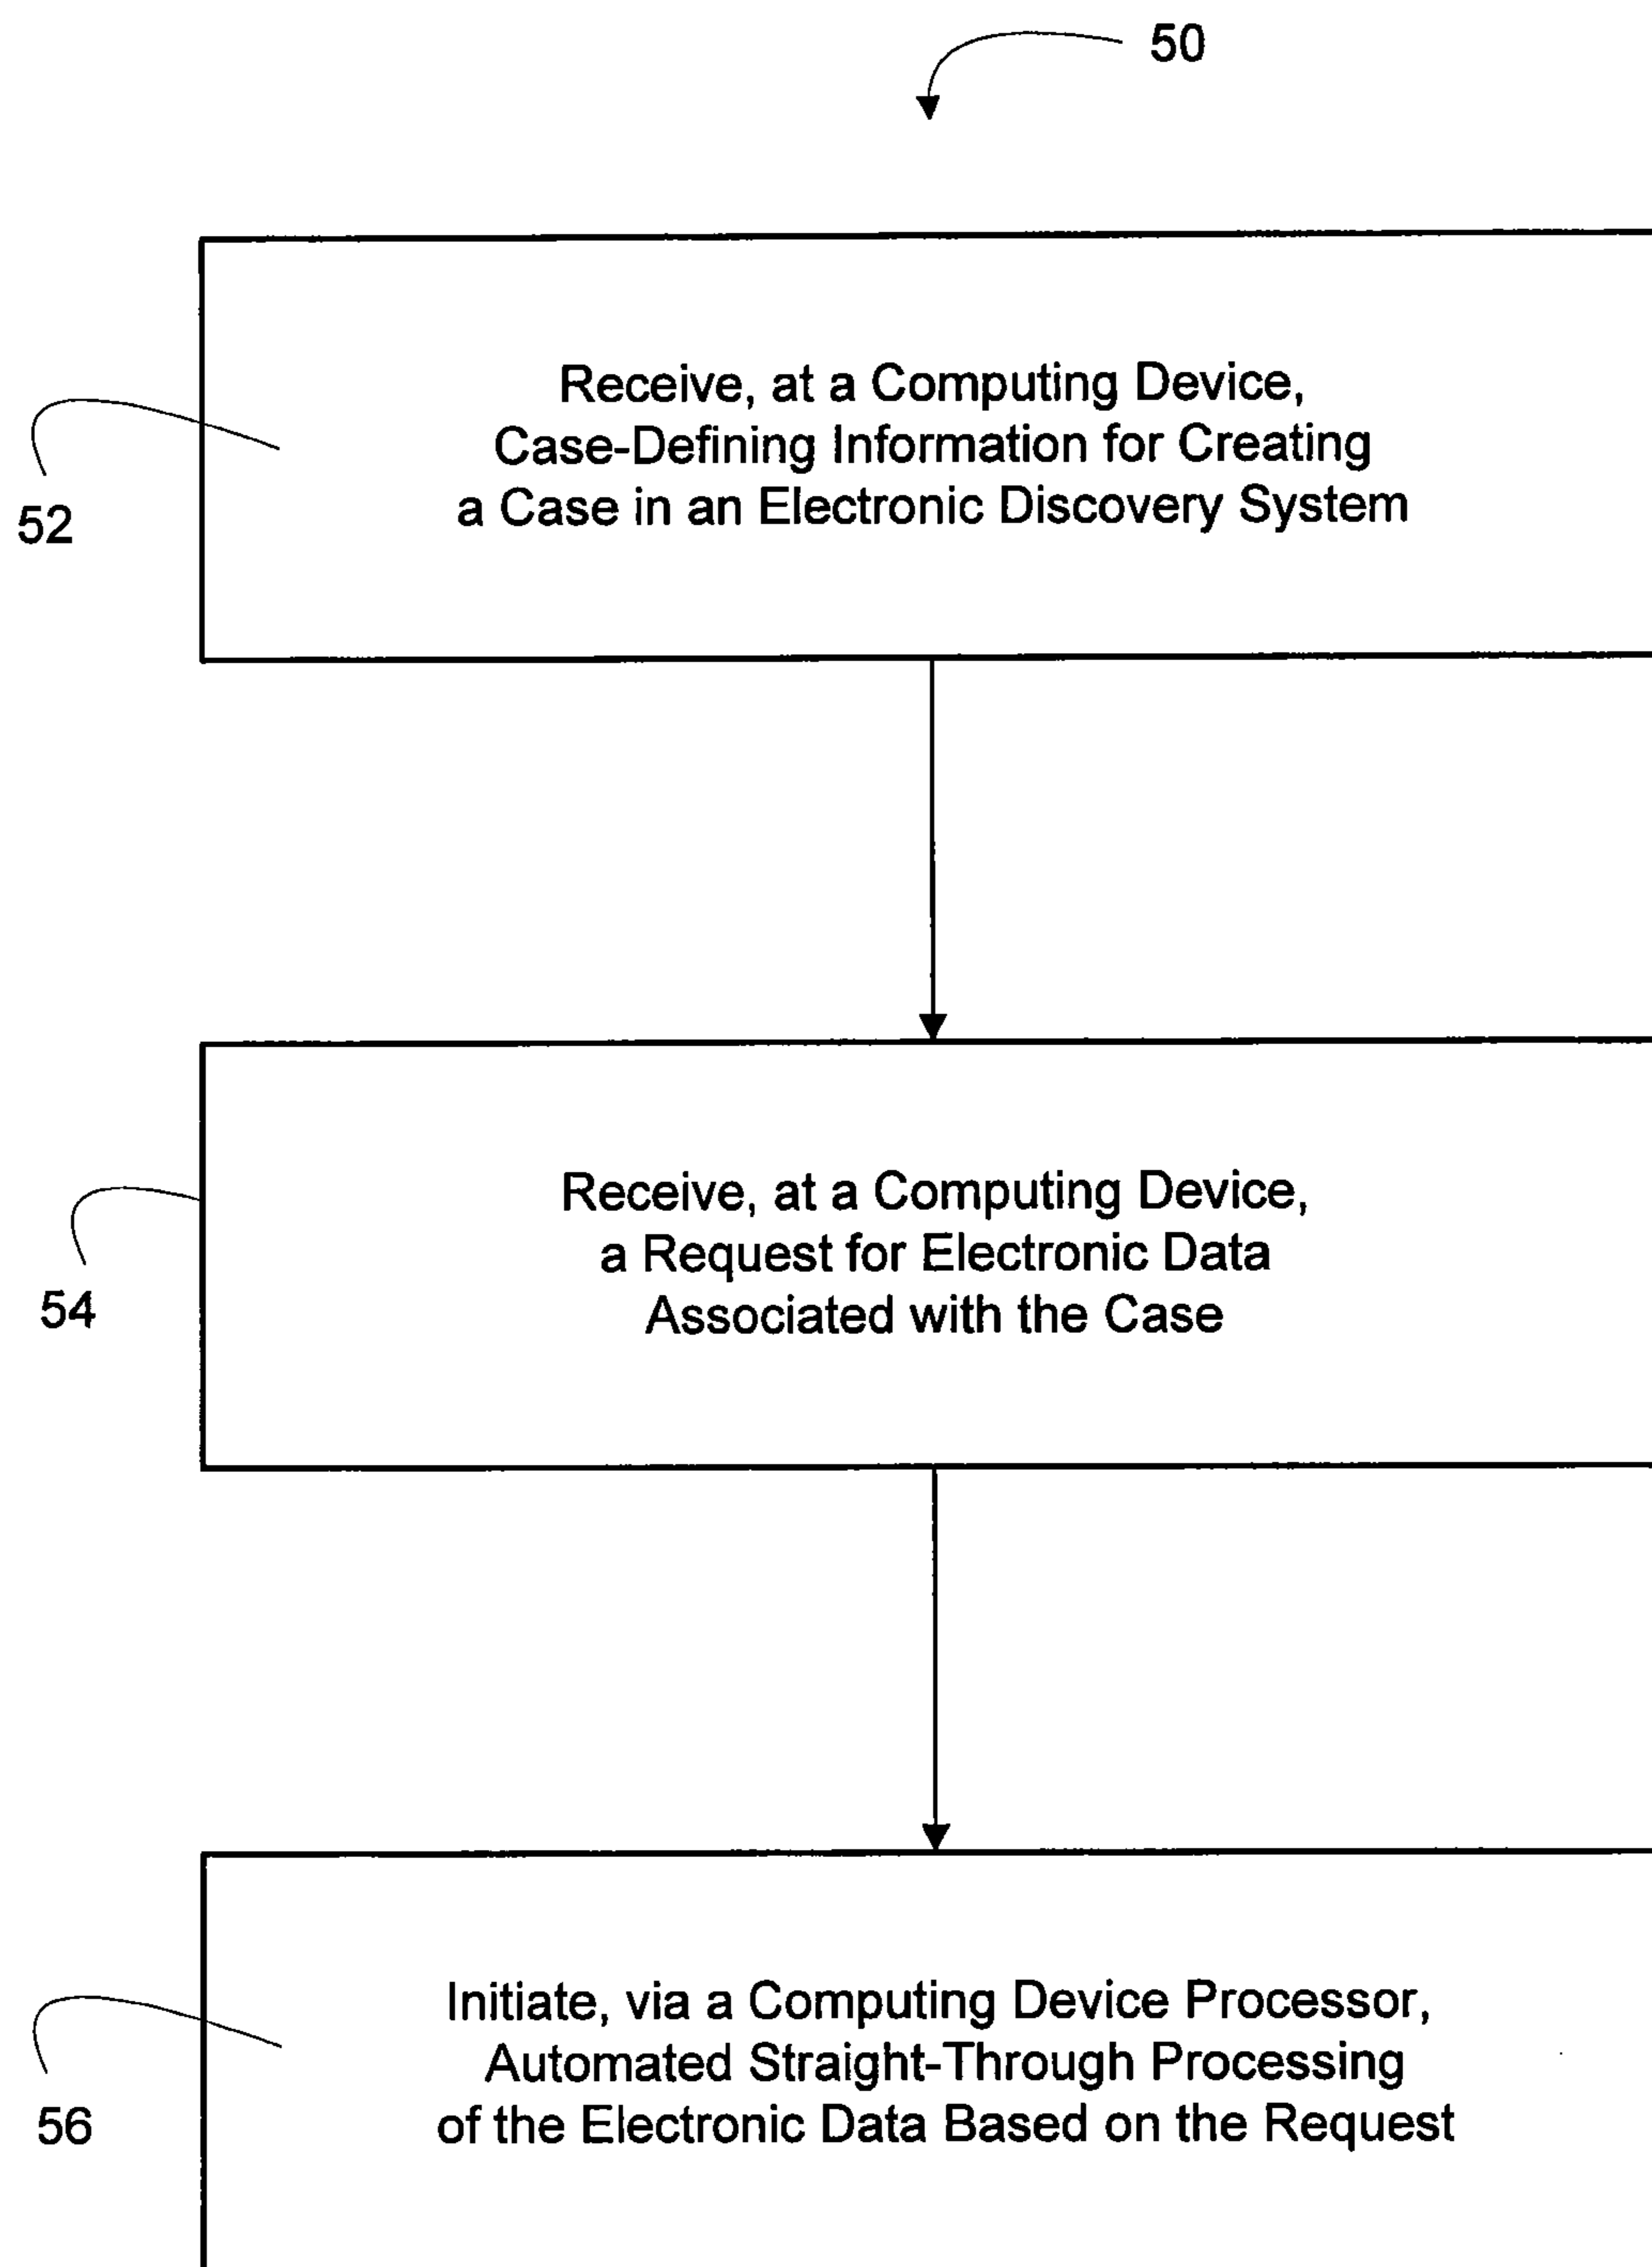 50
Receive, at a Computing Device,
Case-Defining Information for Creating
a Case in an Electronic Discovery System
52
Receive, at a Computing Device,
a Request for Electronic Data
Associated with the Case
54
Initiate, via a Computing Device Processor,
Automated Straight-Through Processing
of the Electronic Data Based on the Request
56